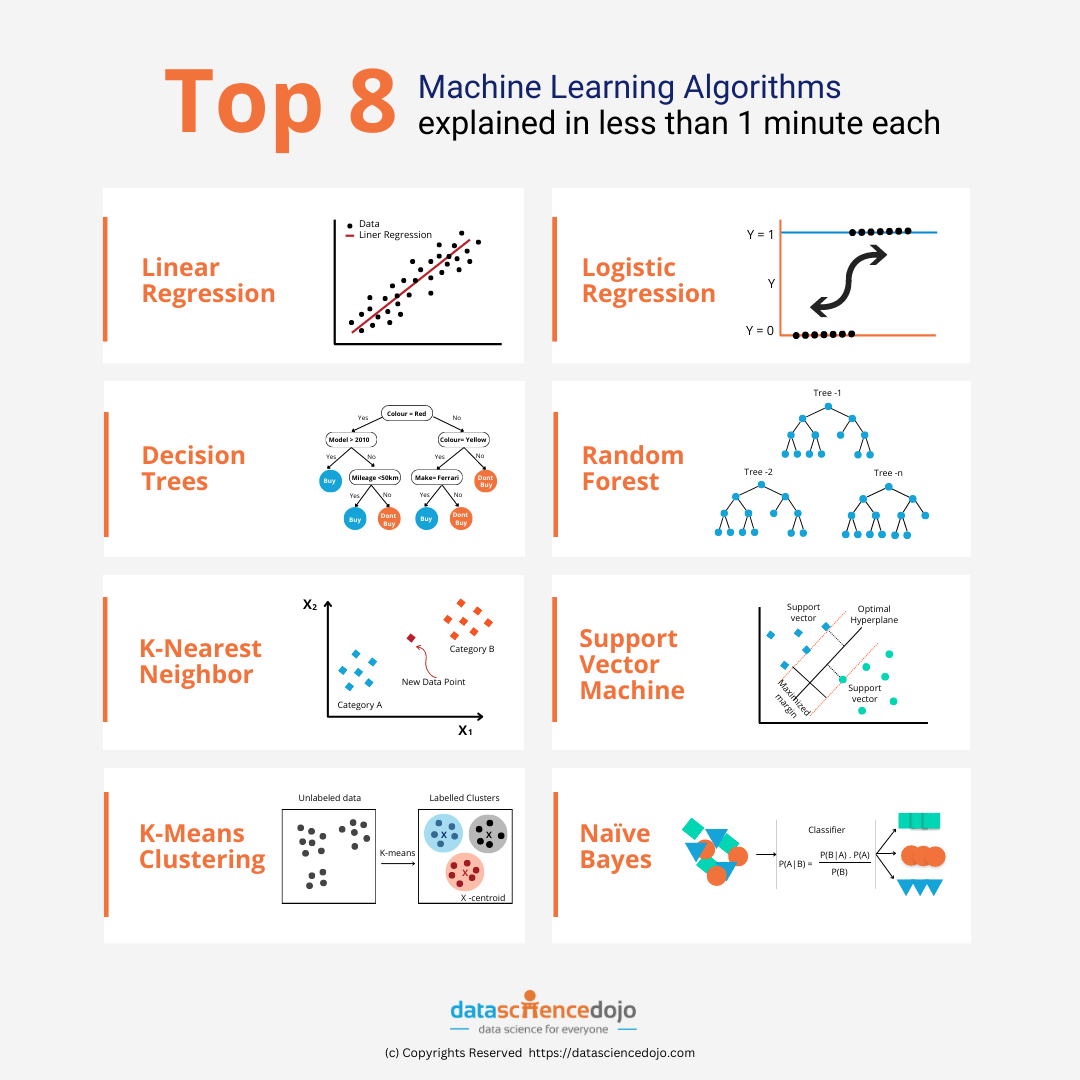 Top 8
Machine Learning Algorithms
explained in less than 1 minute each
Linear
Regression
Data
Liner Regression
Logistic
Regression
Y = 1
Y
Y = 0
Decision
Trees
Colour = Red
Yes
No
Model > 2010
Colour= Yellow
Yes
No
Yes
No
Buy
Mileage <50km
Make= Ferrari
Dont
Buy
Yes
No
Yes
No
Buy
Dont
Buy
Buy
Dont
Buy
Random
Forest
Tree -1
Tree -2
Tree -n
K-Nearest
Neighbor
X₂
Category B
New Data Point
Category A
X₁
Support
Vector
Machine
Support
vector
Optimal
Hyperplane
Maximized
margin
Support
vector
K-Means
Clustering
Unlabeled data
Labelled Clusters
K-means
X
X
X
X -centroid
Naïve
Bayes
Classifier
P(A|B) =
P(B|A) . P(A)
P(B)
datasciencedojo
data science for everyone
(c) Copyrights Reserved https://datasciencedojo.com